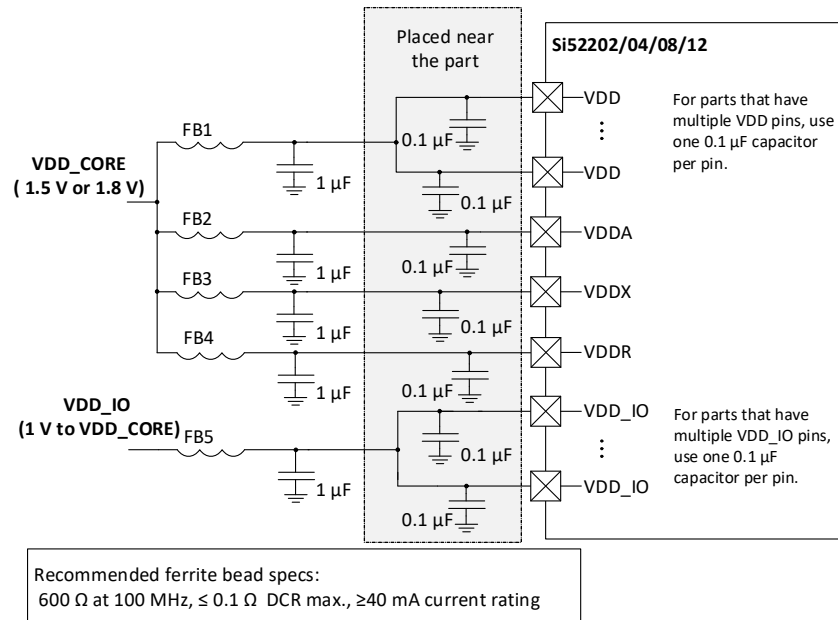 Placed near
the part
Si52202/04/08/12
VDD
For parts that have
multiple VDD pins, use
one 0.1 µF capacitor
per pin.
0.1 µF
FB1
VDD_CORE
( 1.5 V or 1.8 V)
1 µF
0.1 µF
VDD
FB2
VDDA
1 µF
0.1 µF
FB3
VDDX
1 µF
0.1 µF
FB4
VDDR
1 µF
0.1 µF
VDD_IO
(1 V to VDD_CORE)
FB5
VDD_IO
For parts that have
multiple VDD_IO pins,
use one 0.1 µF
capacitor per pin.
0.1 µF
1 µF
VDD_IO
0.1 µF
Recommended ferrite bead specs:
600 Ω at 100 MHz, ≤ 0.1 Ω DCR max., ≥40 mA current rating